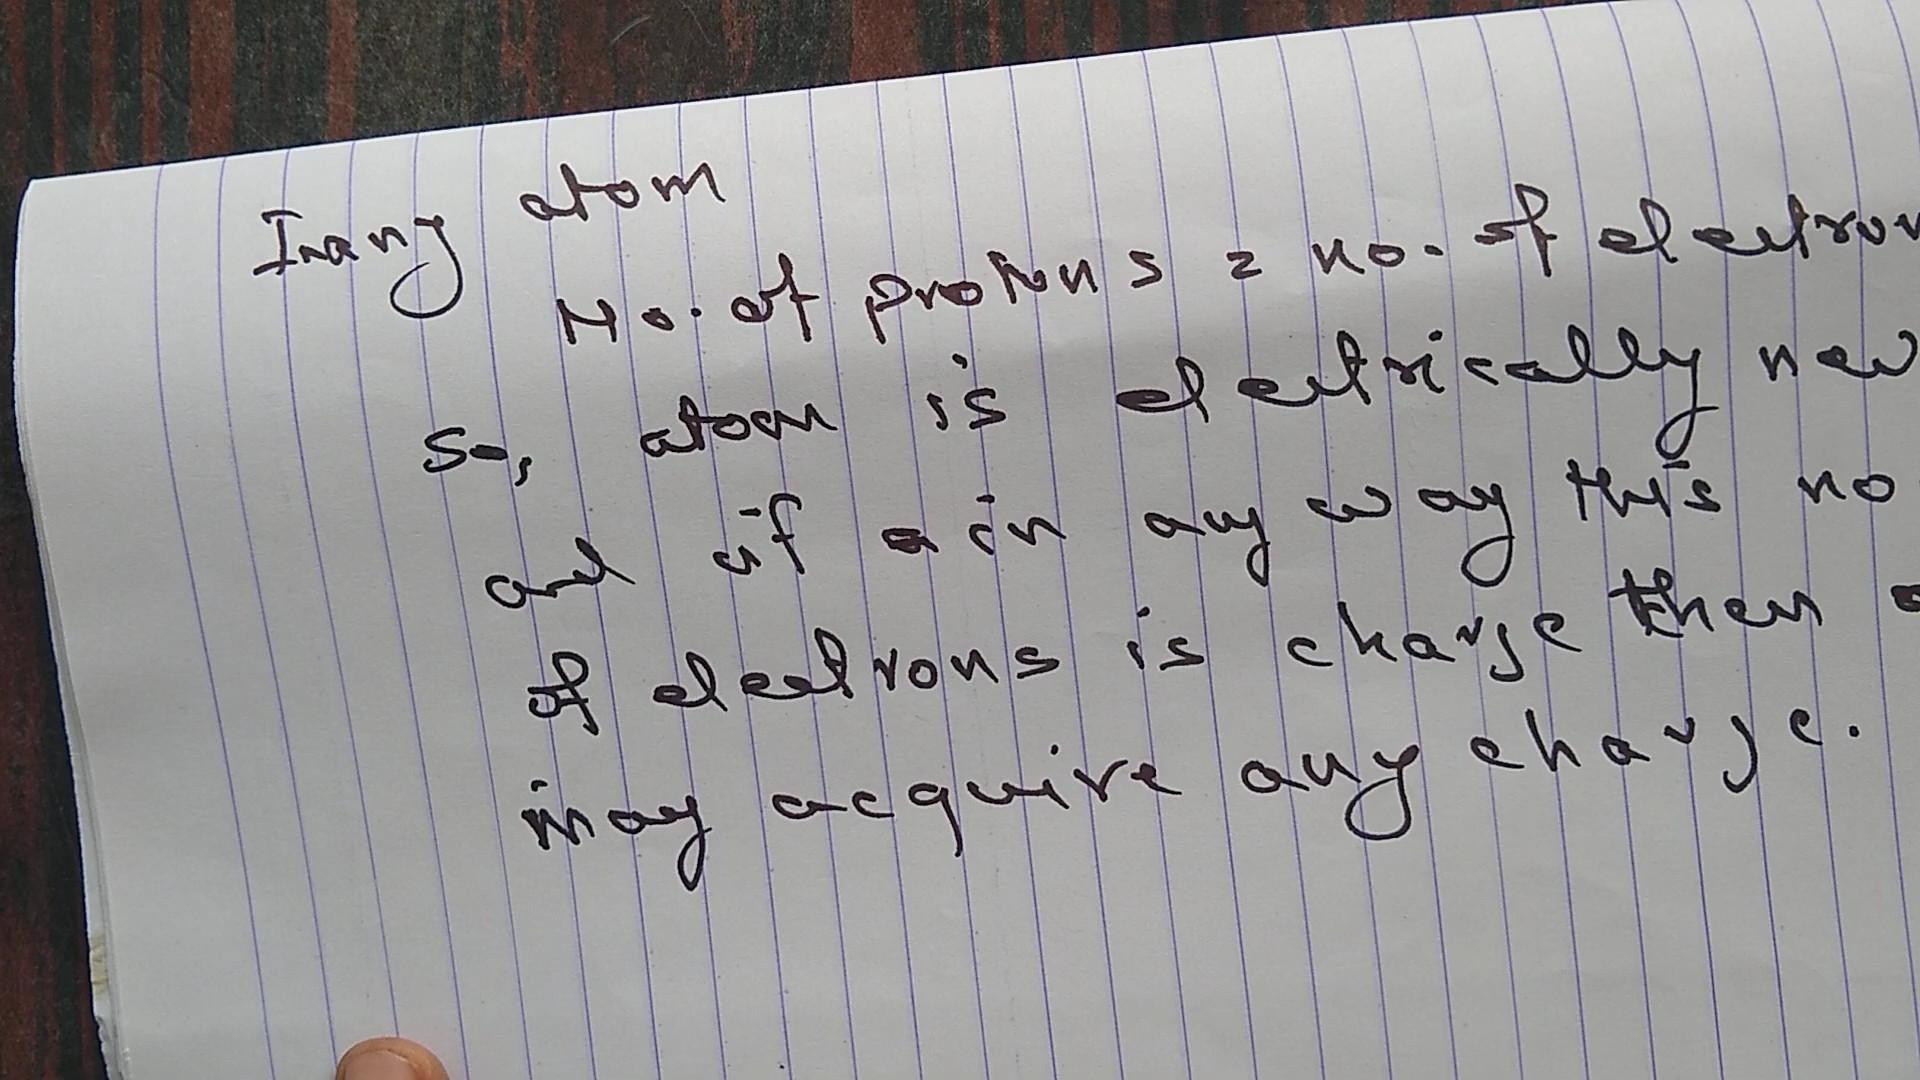 In any atom
No. of protons = no. of electron
So, atom is electrically neu
and if in any way this no
of electrons is charge then
may acquire any charge.